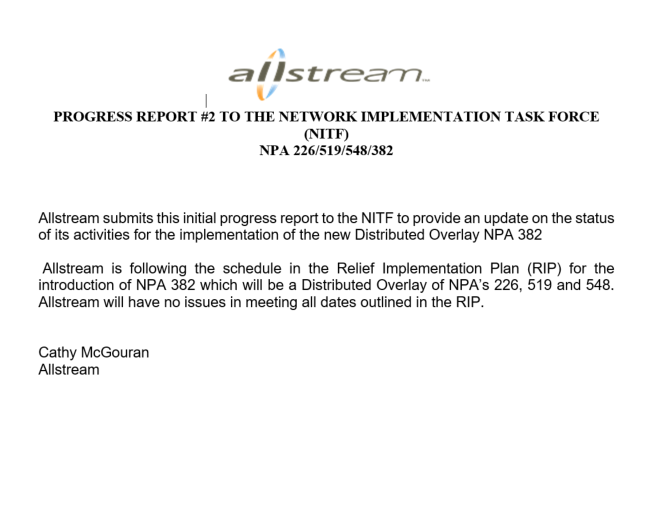 allstream™
PROGRESS REPORT #2 TO THE NETWORK IMPLEMENTATION TASK FORCE
(NITF)
NPA 226/519/548/382
Allstream submits this initial progress report to the NITF to provide an update on the status
of its activities for the implementation of the new Distributed Overlay NPA 382
Allstream is following the schedule in the Relief Implementation Plan (RIP) for the
introduction of NPA 382 which will be a Distributed Overlay of NPA's 226, 519 and 548.
Allstream will have no issues in meeting all dates outlined in the RIP.
Cathy McGouran
Allstream